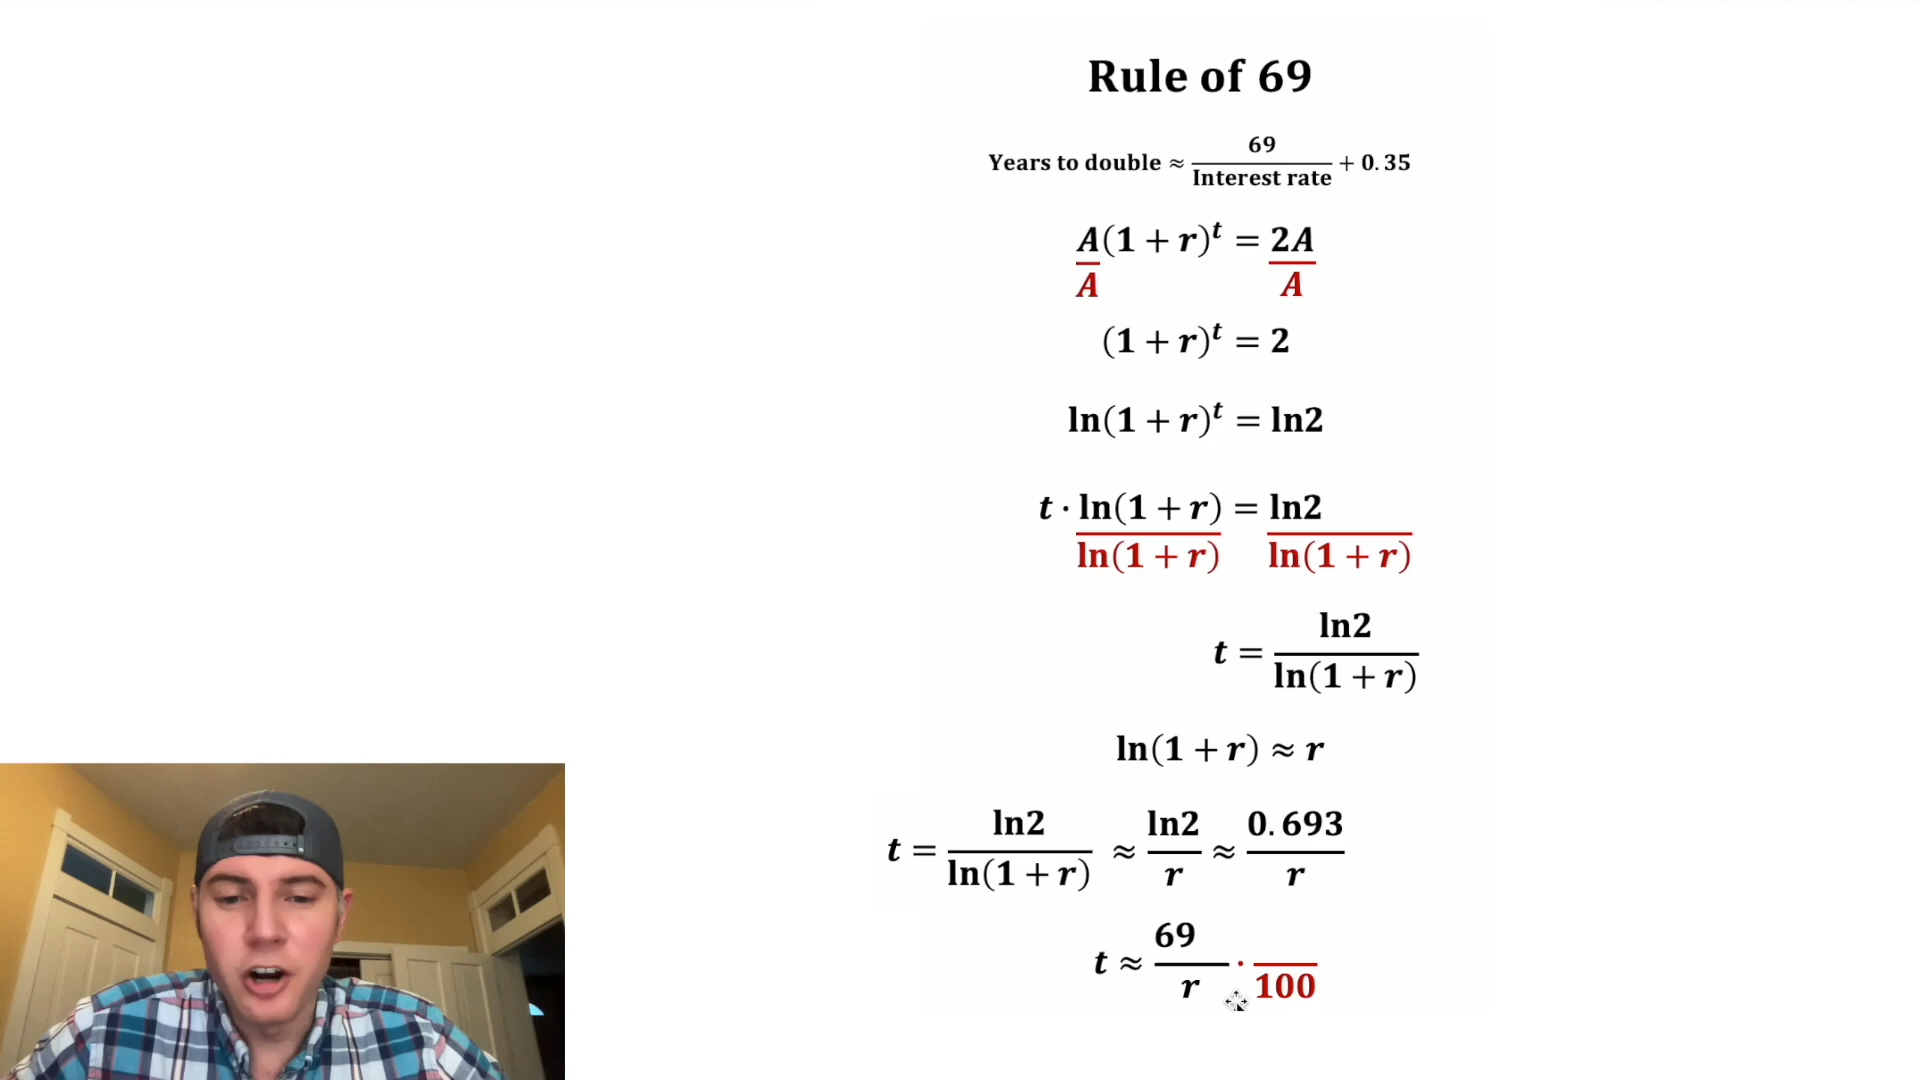 Rule of 69
Years to double ≈ 69 / Interest rate + 0.35
A(1 + r)^t = 2A
A A
(1 + r)^t = 2
ln(1 + r)^t = ln2
t · ln(1 + r) = ln2
ln(1 + r) ln(1 + r)
t = ln2 / ln(1 + r)
ln(1 + r) ≈ r
t = ln2 / ln(1 + r) ≈ ln2 / r ≈ 0.693 / r
t ≈ 69 / r · / 100